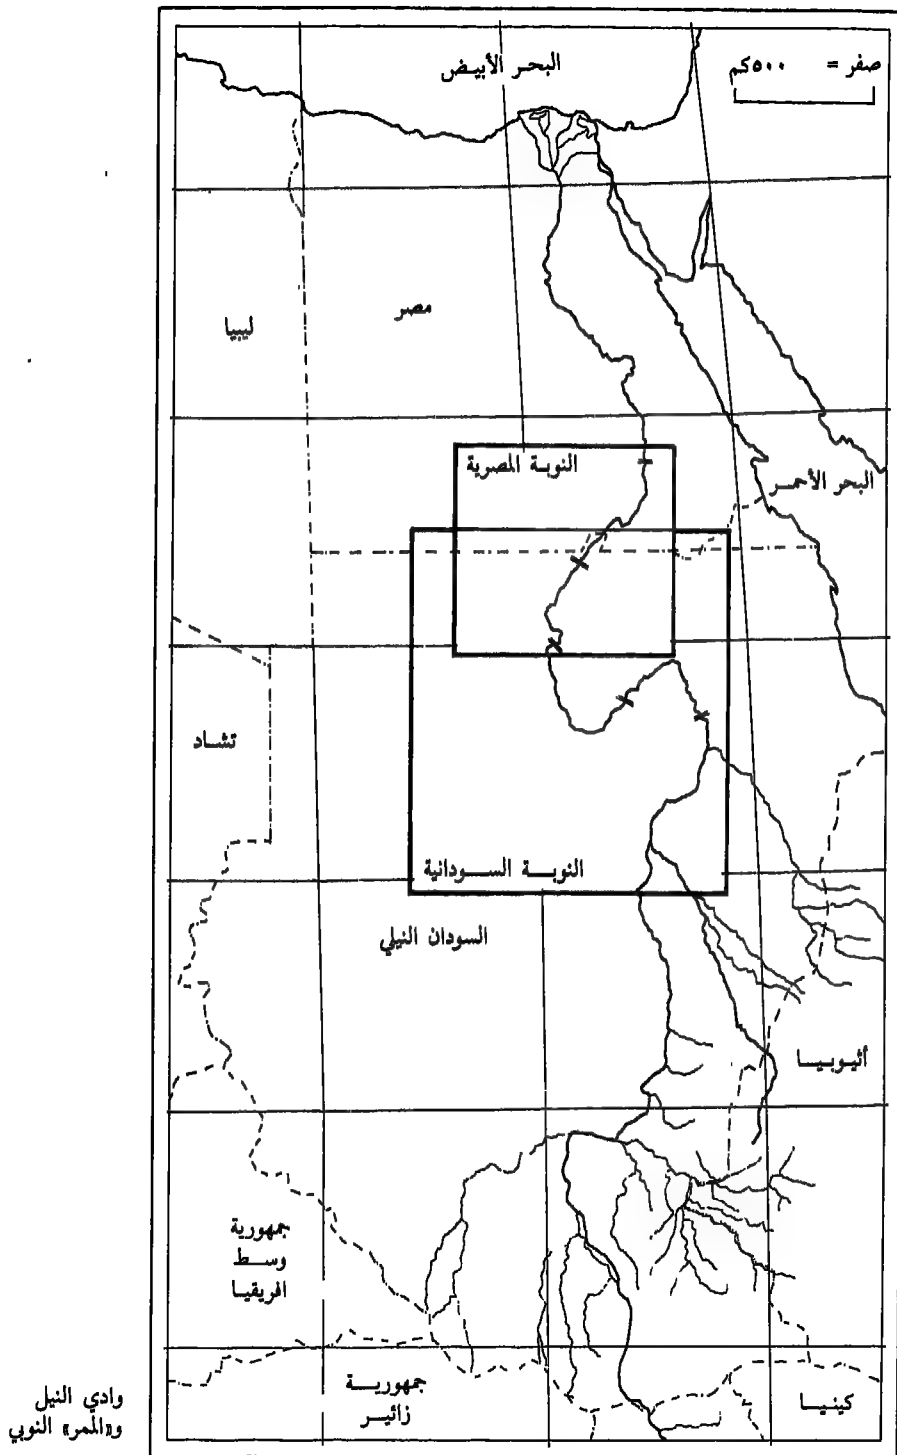 البحر الأبيض
صفر = ٥٠٠كم
ليبيا
مصر
النوبة المصرية
البحر الأحمر
تشاد
النوبة السودانية
السودان النيلي
أثيوبيا
جمهورية
وسط
افريقيا
جمهورية
زائير
كينيا
وادي النيل
و«الممر» النوبي